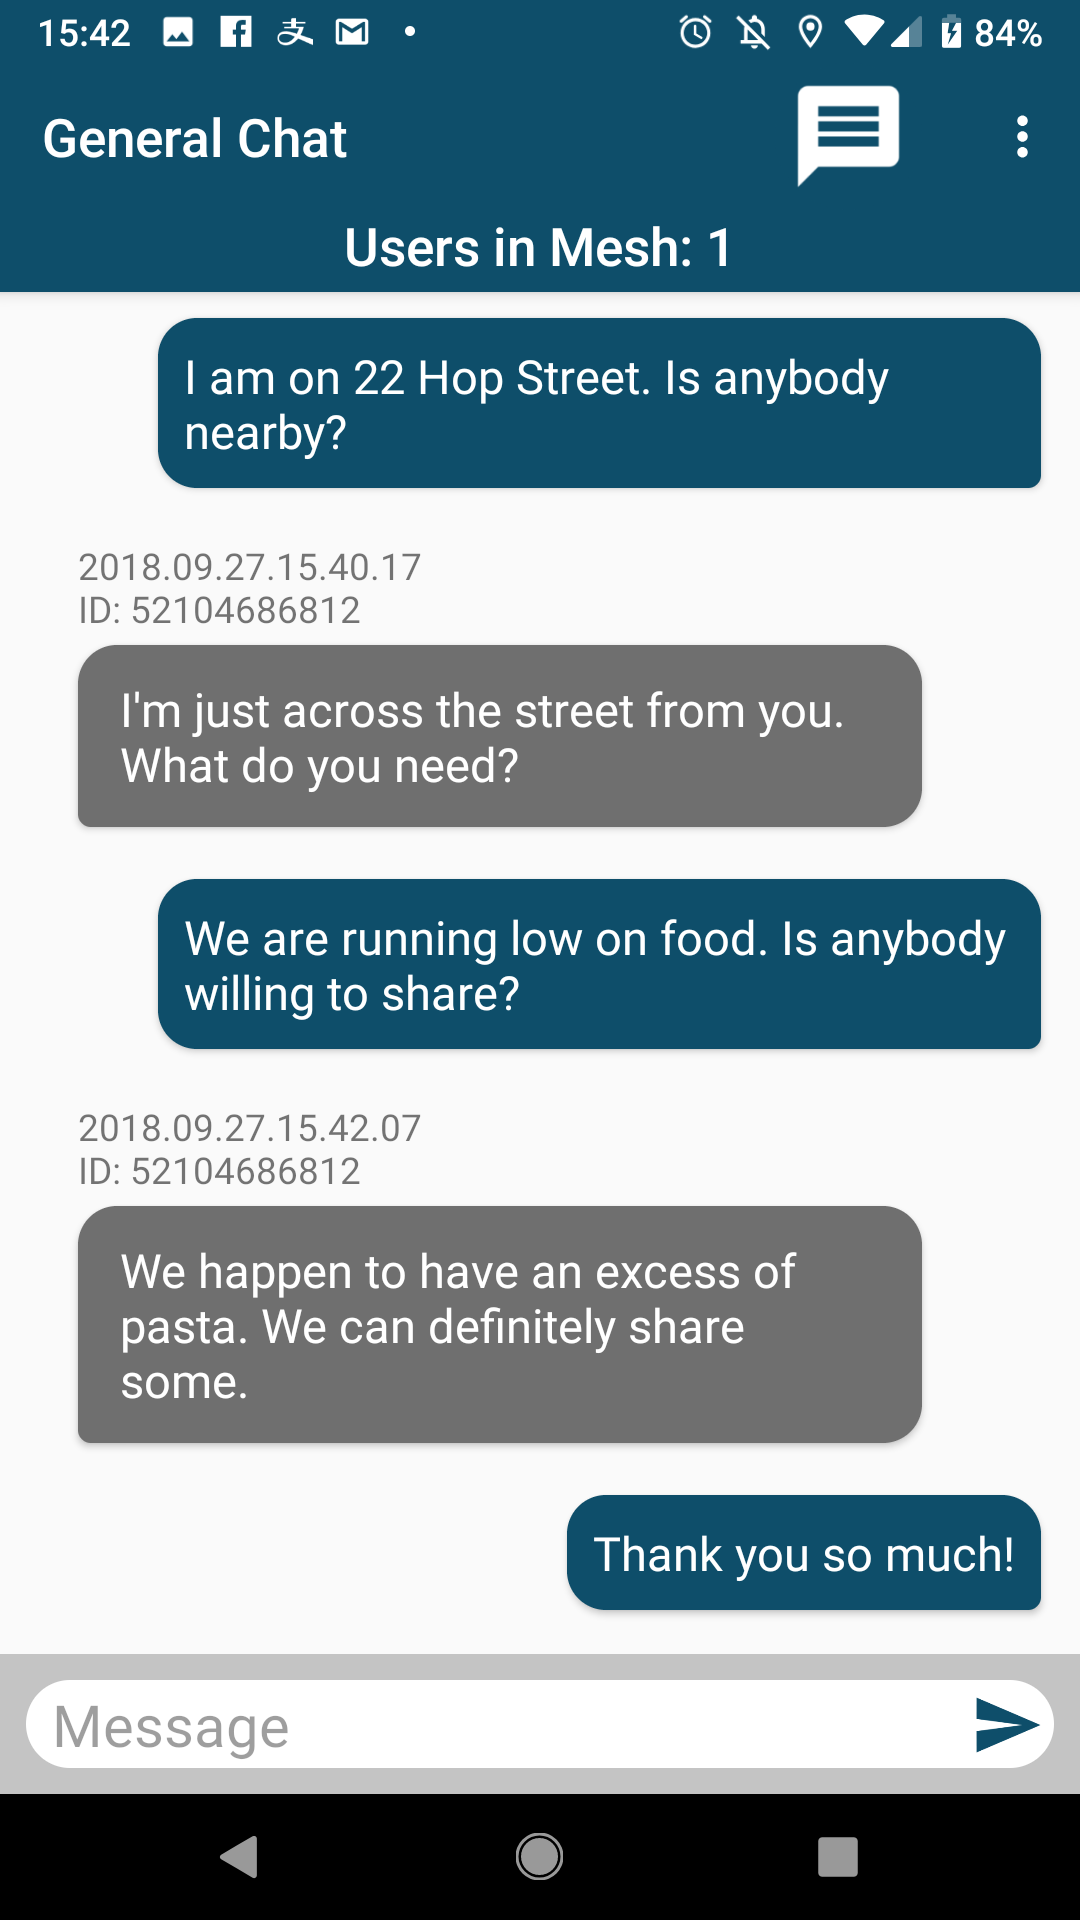 15:42
84%
General Chat
Users in Mesh: 1
I am on 22 Hop Street. Is anybody
nearby?
2018.09.27.15.40.17
ID: 52104686812
I'm just across the street from you.
What do you need?
We are running low on food. Is anybody
willing to share?
2018.09.27.15.42.07
ID: 52104686812
We happen to have an excess of
pasta. We can definitely share
some.
Thank you so much!
Message